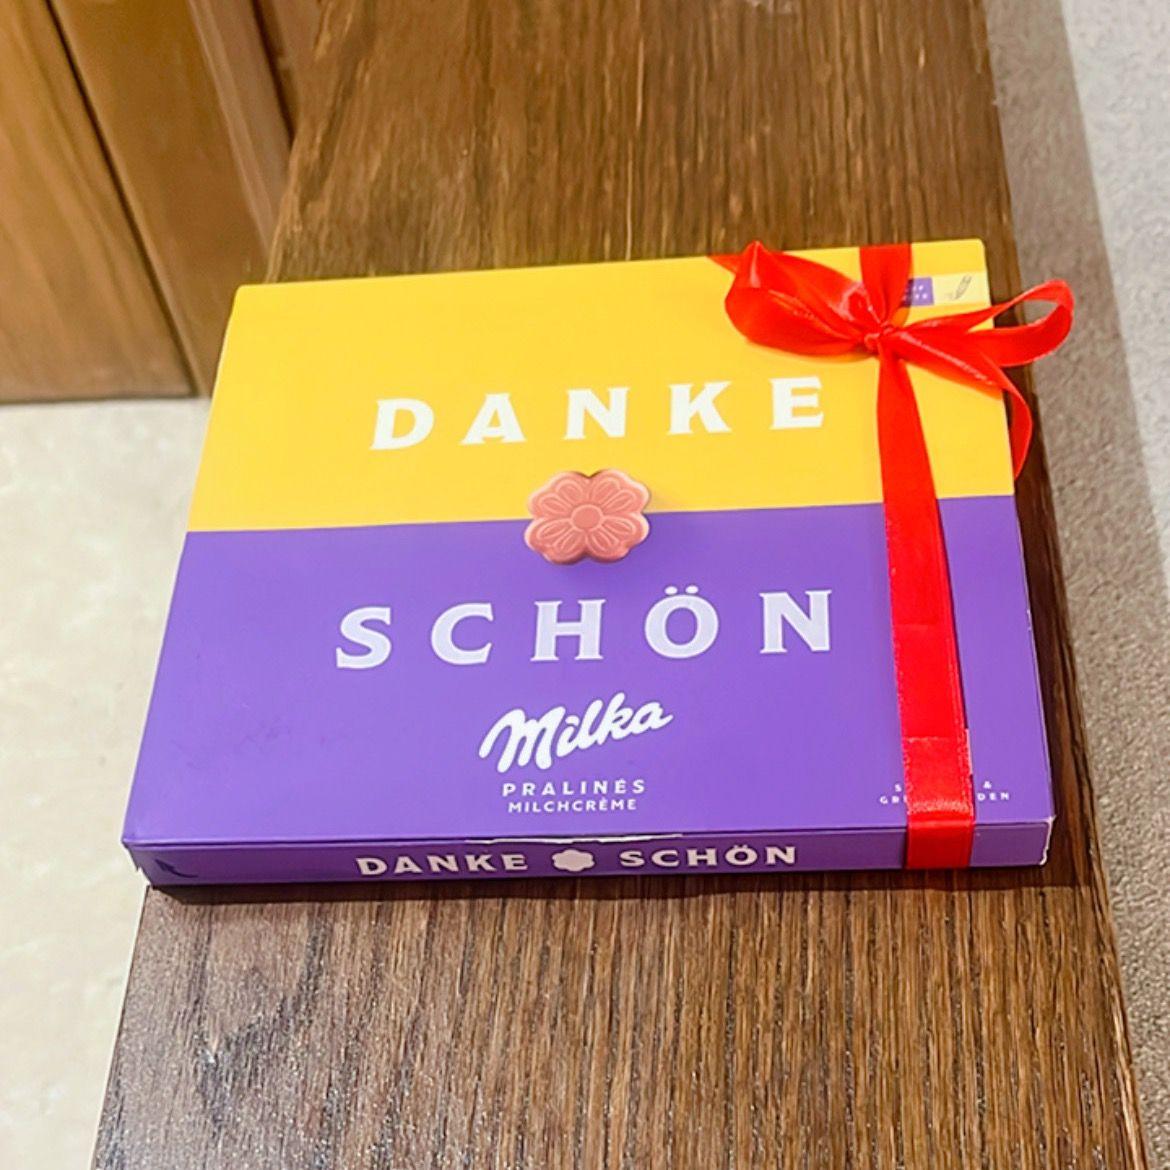 DANKE
SCHÖN
Milka
PRALINÉS
MILCHCRÈME
DANKE SCHÖN